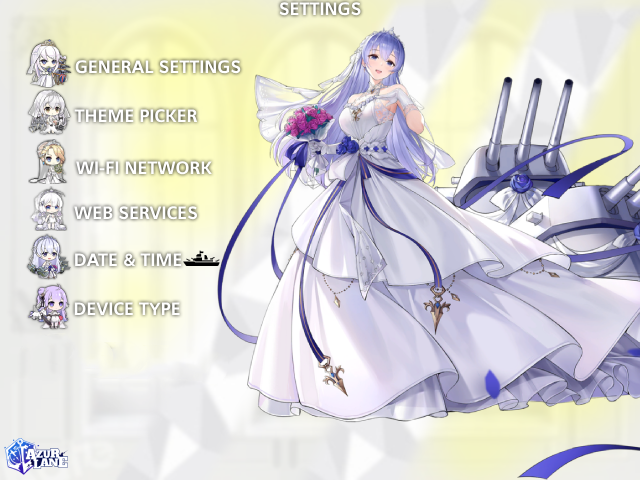 SETTINGS
GENERAL SETTINGS
THEME PICKER
WI-FI NETWORK
WEB SERVICES
DATE & TIME
DEVICE TYPE
AZUR
LANE